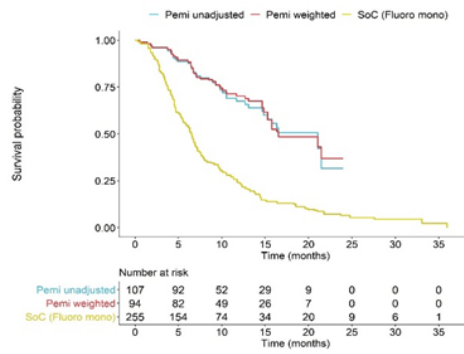 Pemi unadjusted Pemi weighted SoC (Fluoro mono)
Survival probability
1.00
0.75
0.50
0.25
0.00
0 5 10 15 20 25 30 35
Time (months)
Number at risk
Pemi unadjusted 107 92 52 29 9 0 0 0
Pemi weighted 94 82 49 26 7 0 0 0
SoC (Fluoro mono) 255 154 74 34 20 9 6 1
0 5 10 15 20 25 30 35
Time (months)